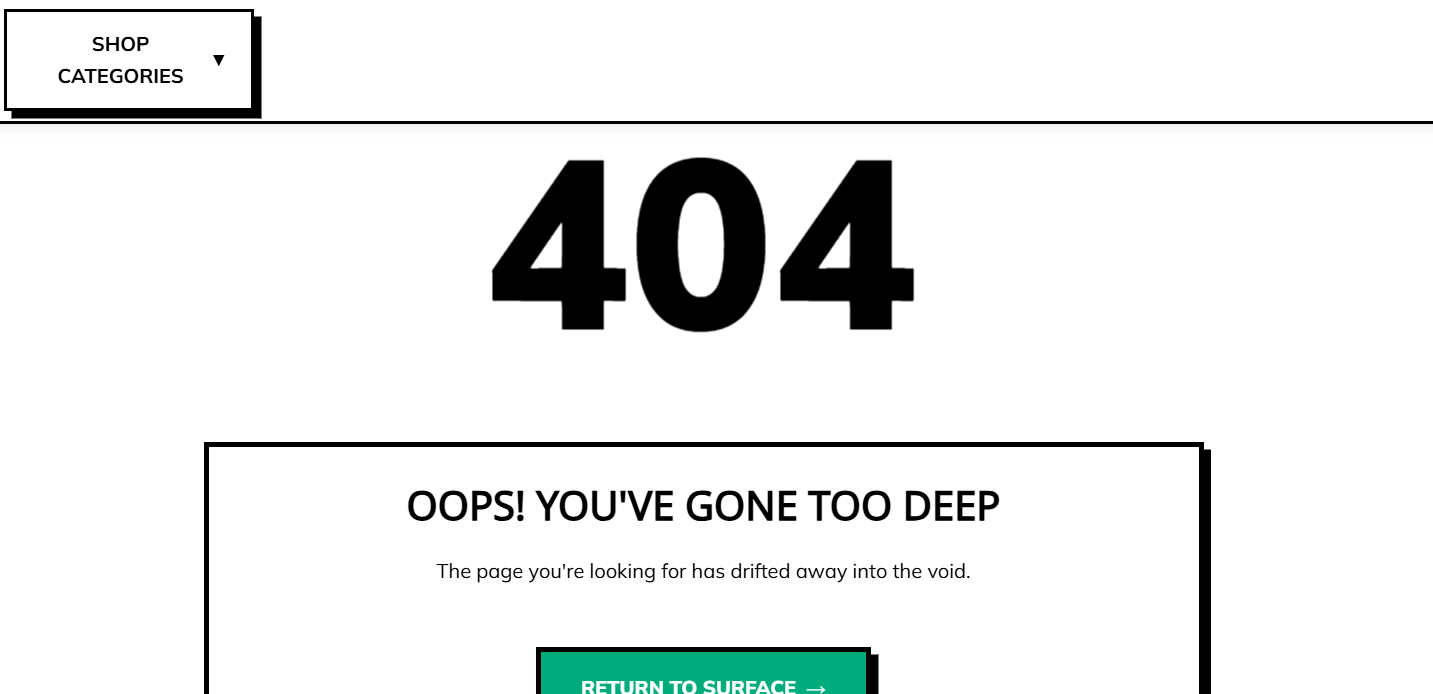 SHOP
CATEGORIES ▼
404
OOPS! YOU'VE GONE TOO DEEP
The page you're looking for has drifted away into the void.
RETURN TO SURFACE →